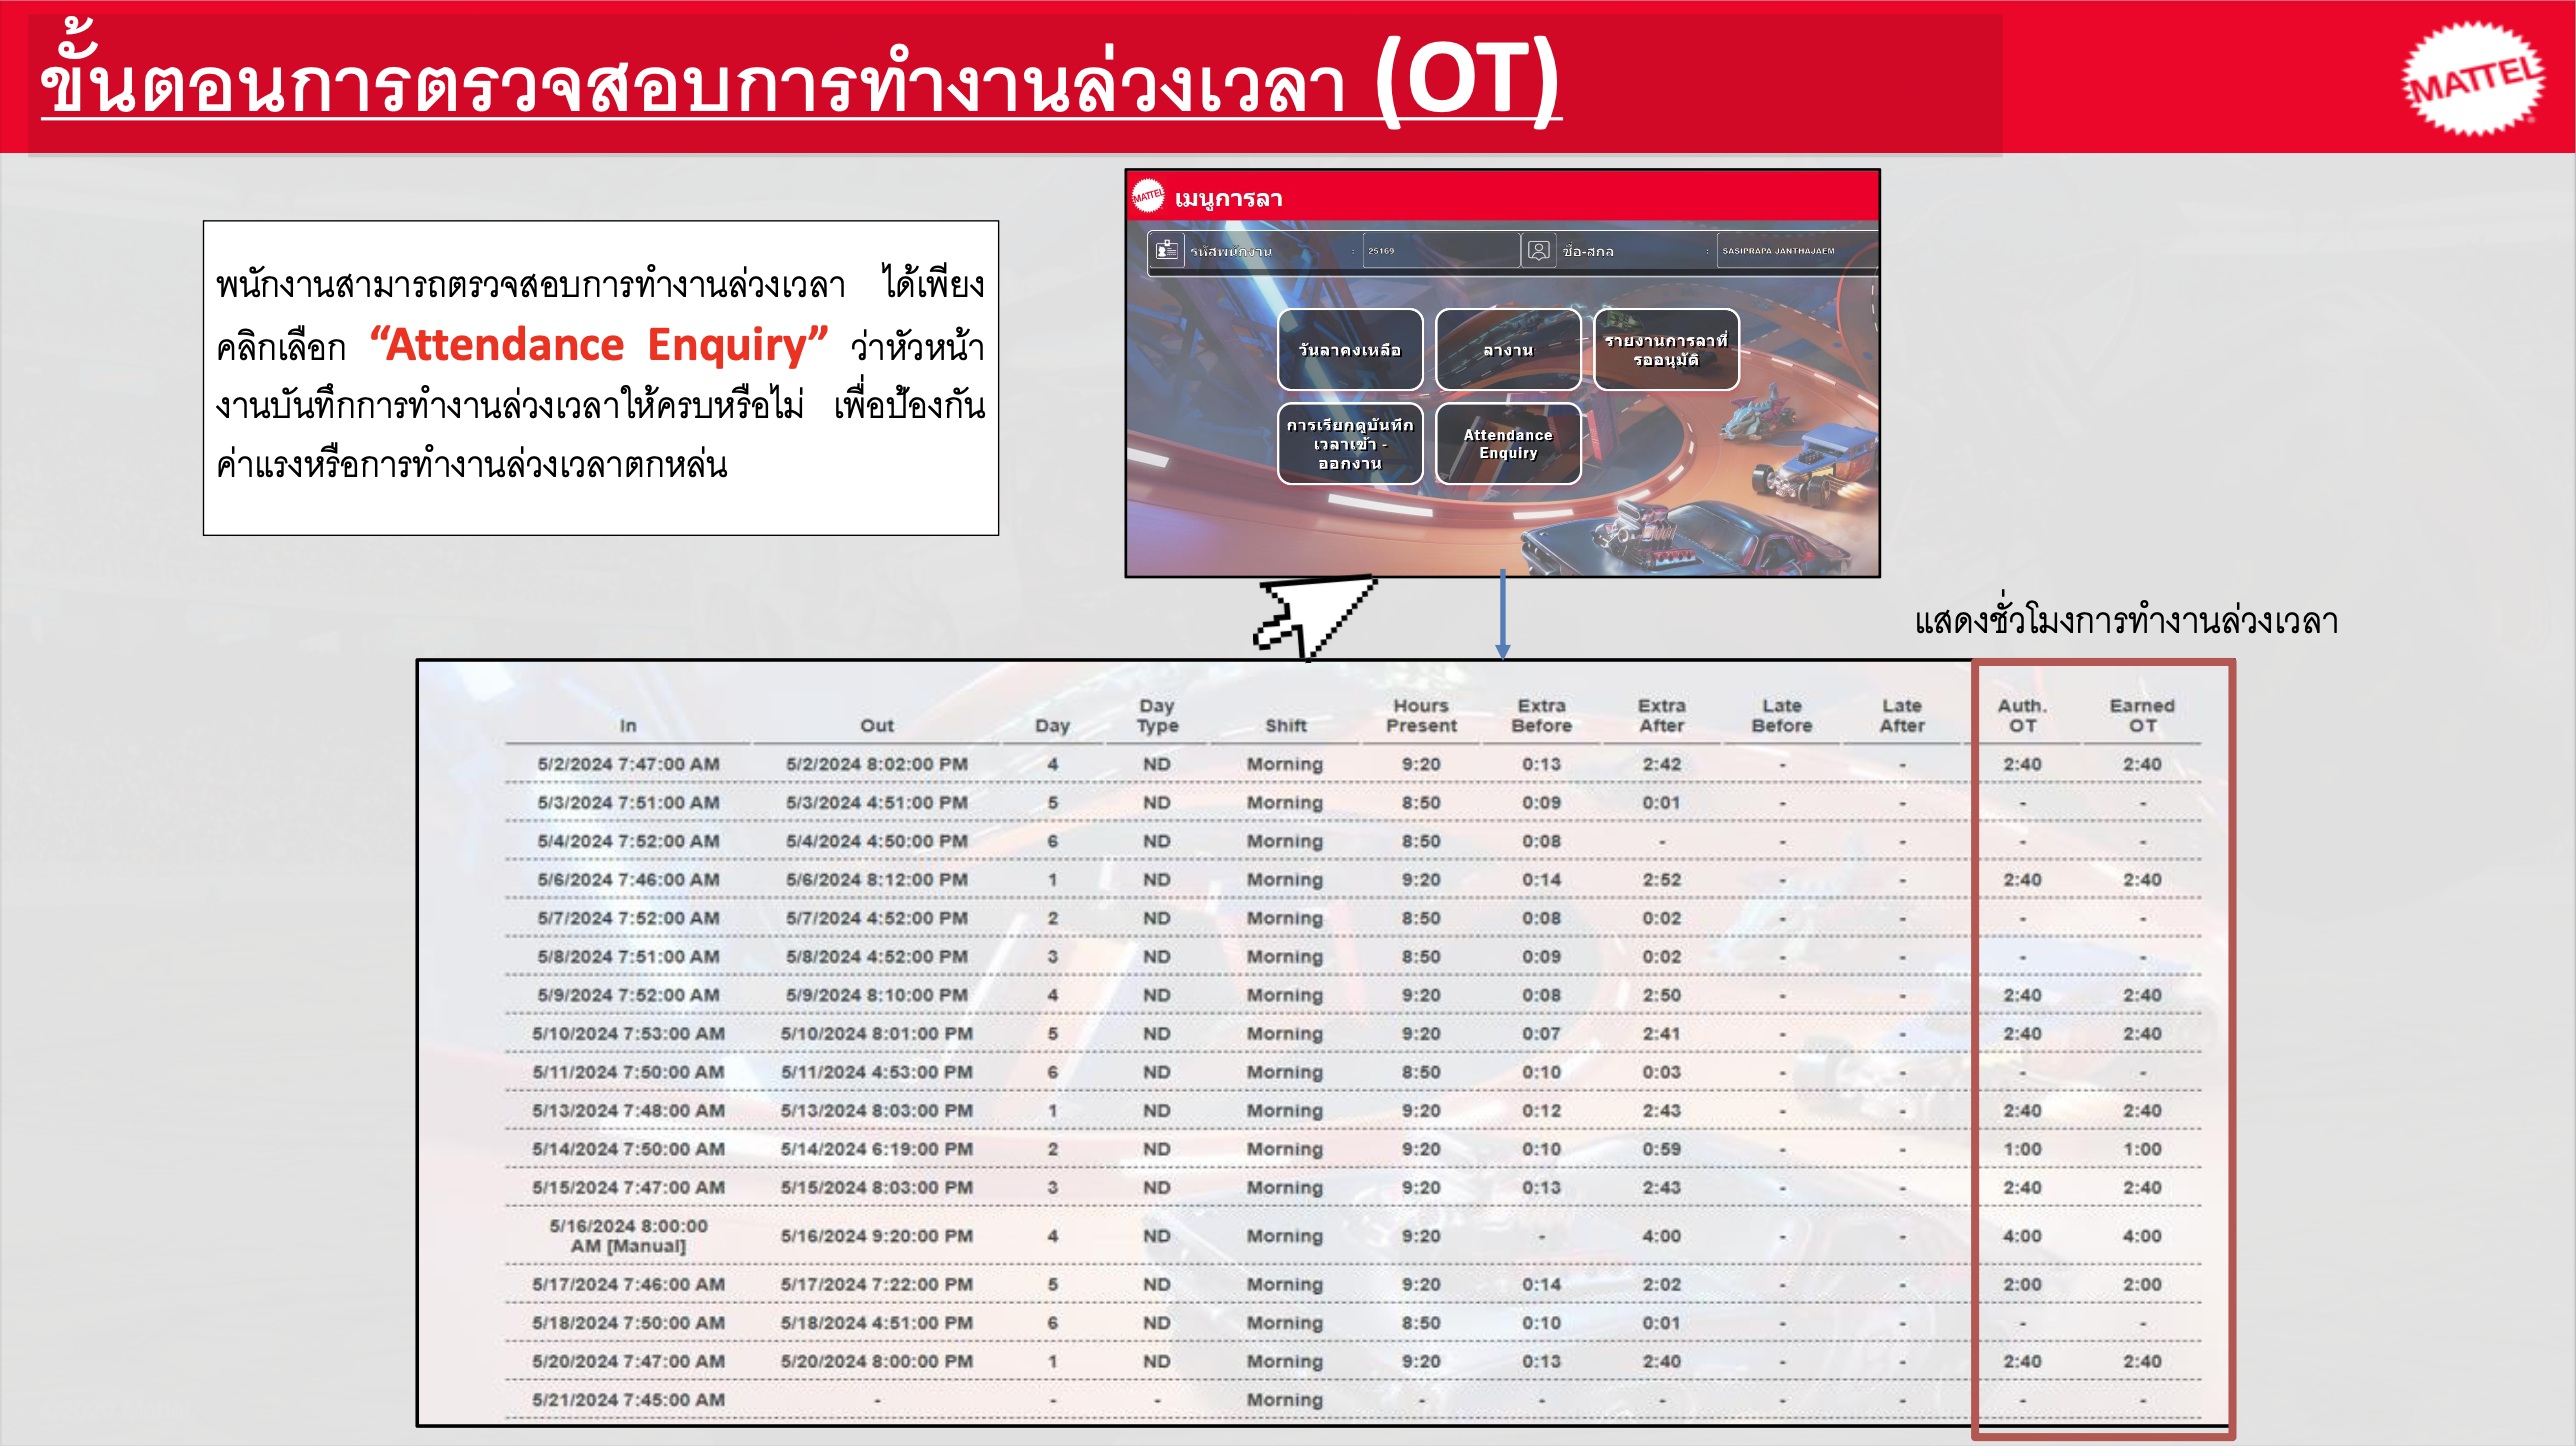 ขั้นตอนการตรวจสอบการทำงานล่วงเวลา (OT)
MATTEL
พนักงานสามารถตรวจสอบการทำงานล่วงเวลา ได้เพียง
คลิกเลือก “Attendance Enquiry” ว่าหัวหน้า
งานบันทึกการทำงานล่วงเวลาให้ครบหรือไม่ เพื่อป้องกัน
ค่าแรงหรือการทำงานล่วงเวลาตกหล่น
MATTEL เมนูการลา
รหัสพนักงาน : 25169 ชื่อ-สกุล : SASIPRAPA JANTHAJAEM
วันลาคงเหลือ
ลางาน
รายงานการลาที่
รออนุมัติ
การเรียกดูบันทึก
เวลาเข้า -
ออกงาน
Attendance
Enquiry
แสดงชั่วโมงการทำงานล่วงเวลา
In Out Day Day Type Shift Hours Present Extra Before Extra After Late Before Late After Auth. OT Earned OT
5/2/2024 7:47:00 AM 5/2/2024 8:02:00 PM 4 ND Morning 9:20 0:13 2:42 - - 2:40 2:40
5/3/2024 7:51:00 AM 5/3/2024 4:51:00 PM 5 ND Morning 8:50 0:09 0:01 - - - -
5/4/2024 7:52:00 AM 5/4/2024 4:50:00 PM 6 ND Morning 8:50 0:08 - - - - -
5/6/2024 7:46:00 AM 5/6/2024 8:12:00 PM 1 ND Morning 9:20 0:14 2:52 - - 2:40 2:40
5/7/2024 7:52:00 AM 5/7/2024 4:52:00 PM 2 ND Morning 8:50 0:08 0:02 - - - -
5/8/2024 7:51:00 AM 5/8/2024 4:52:00 PM 3 ND Morning 8:50 0:09 0:02 - - - -
5/9/2024 7:52:00 AM 5/9/2024 8:10:00 PM 4 ND Morning 9:20 0:08 2:50 - - 2:40 2:40
5/10/2024 7:53:00 AM 5/10/2024 8:01:00 PM 5 ND Morning 9:20 0:07 2:41 - - 2:40 2:40
5/11/2024 7:50:00 AM 5/11/2024 4:53:00 PM 6 ND Morning 8:50 0:10 0:03 - - - -
5/13/2024 7:48:00 AM 5/13/2024 8:03:00 PM 1 ND Morning 9:20 0:12 2:43 - - 2:40 2:40
5/14/2024 7:50:00 AM 5/14/2024 6:19:00 PM 2 ND Morning 9:20 0:10 0:59 - - 1:00 1:00
5/15/2024 7:47:00 AM 5/15/2024 8:03:00 PM 3 ND Morning 9:20 0:13 2:43 - - 2:40 2:40
5/16/2024 8:00:00 AM [Manual] 5/16/2024 9:20:00 PM 4 ND Morning 9:20 - 4:00 - - 4:00 4:00
5/17/2024 7:46:00 AM 5/17/2024 7:22:00 PM 5 ND Morning 9:20 0:14 2:02 - - 2:00 2:00
5/18/2024 7:50:00 AM 5/18/2024 4:51:00 PM 6 ND Morning 8:50 0:10 0:01 - - - -
5/20/2024 7:47:00 AM 5/20/2024 8:00:00 PM 1 ND Morning 9:20 0:13 2:40 - - 2:40 2:40
5/21/2024 7:45:00 AM - - - Morning - - - - - - -